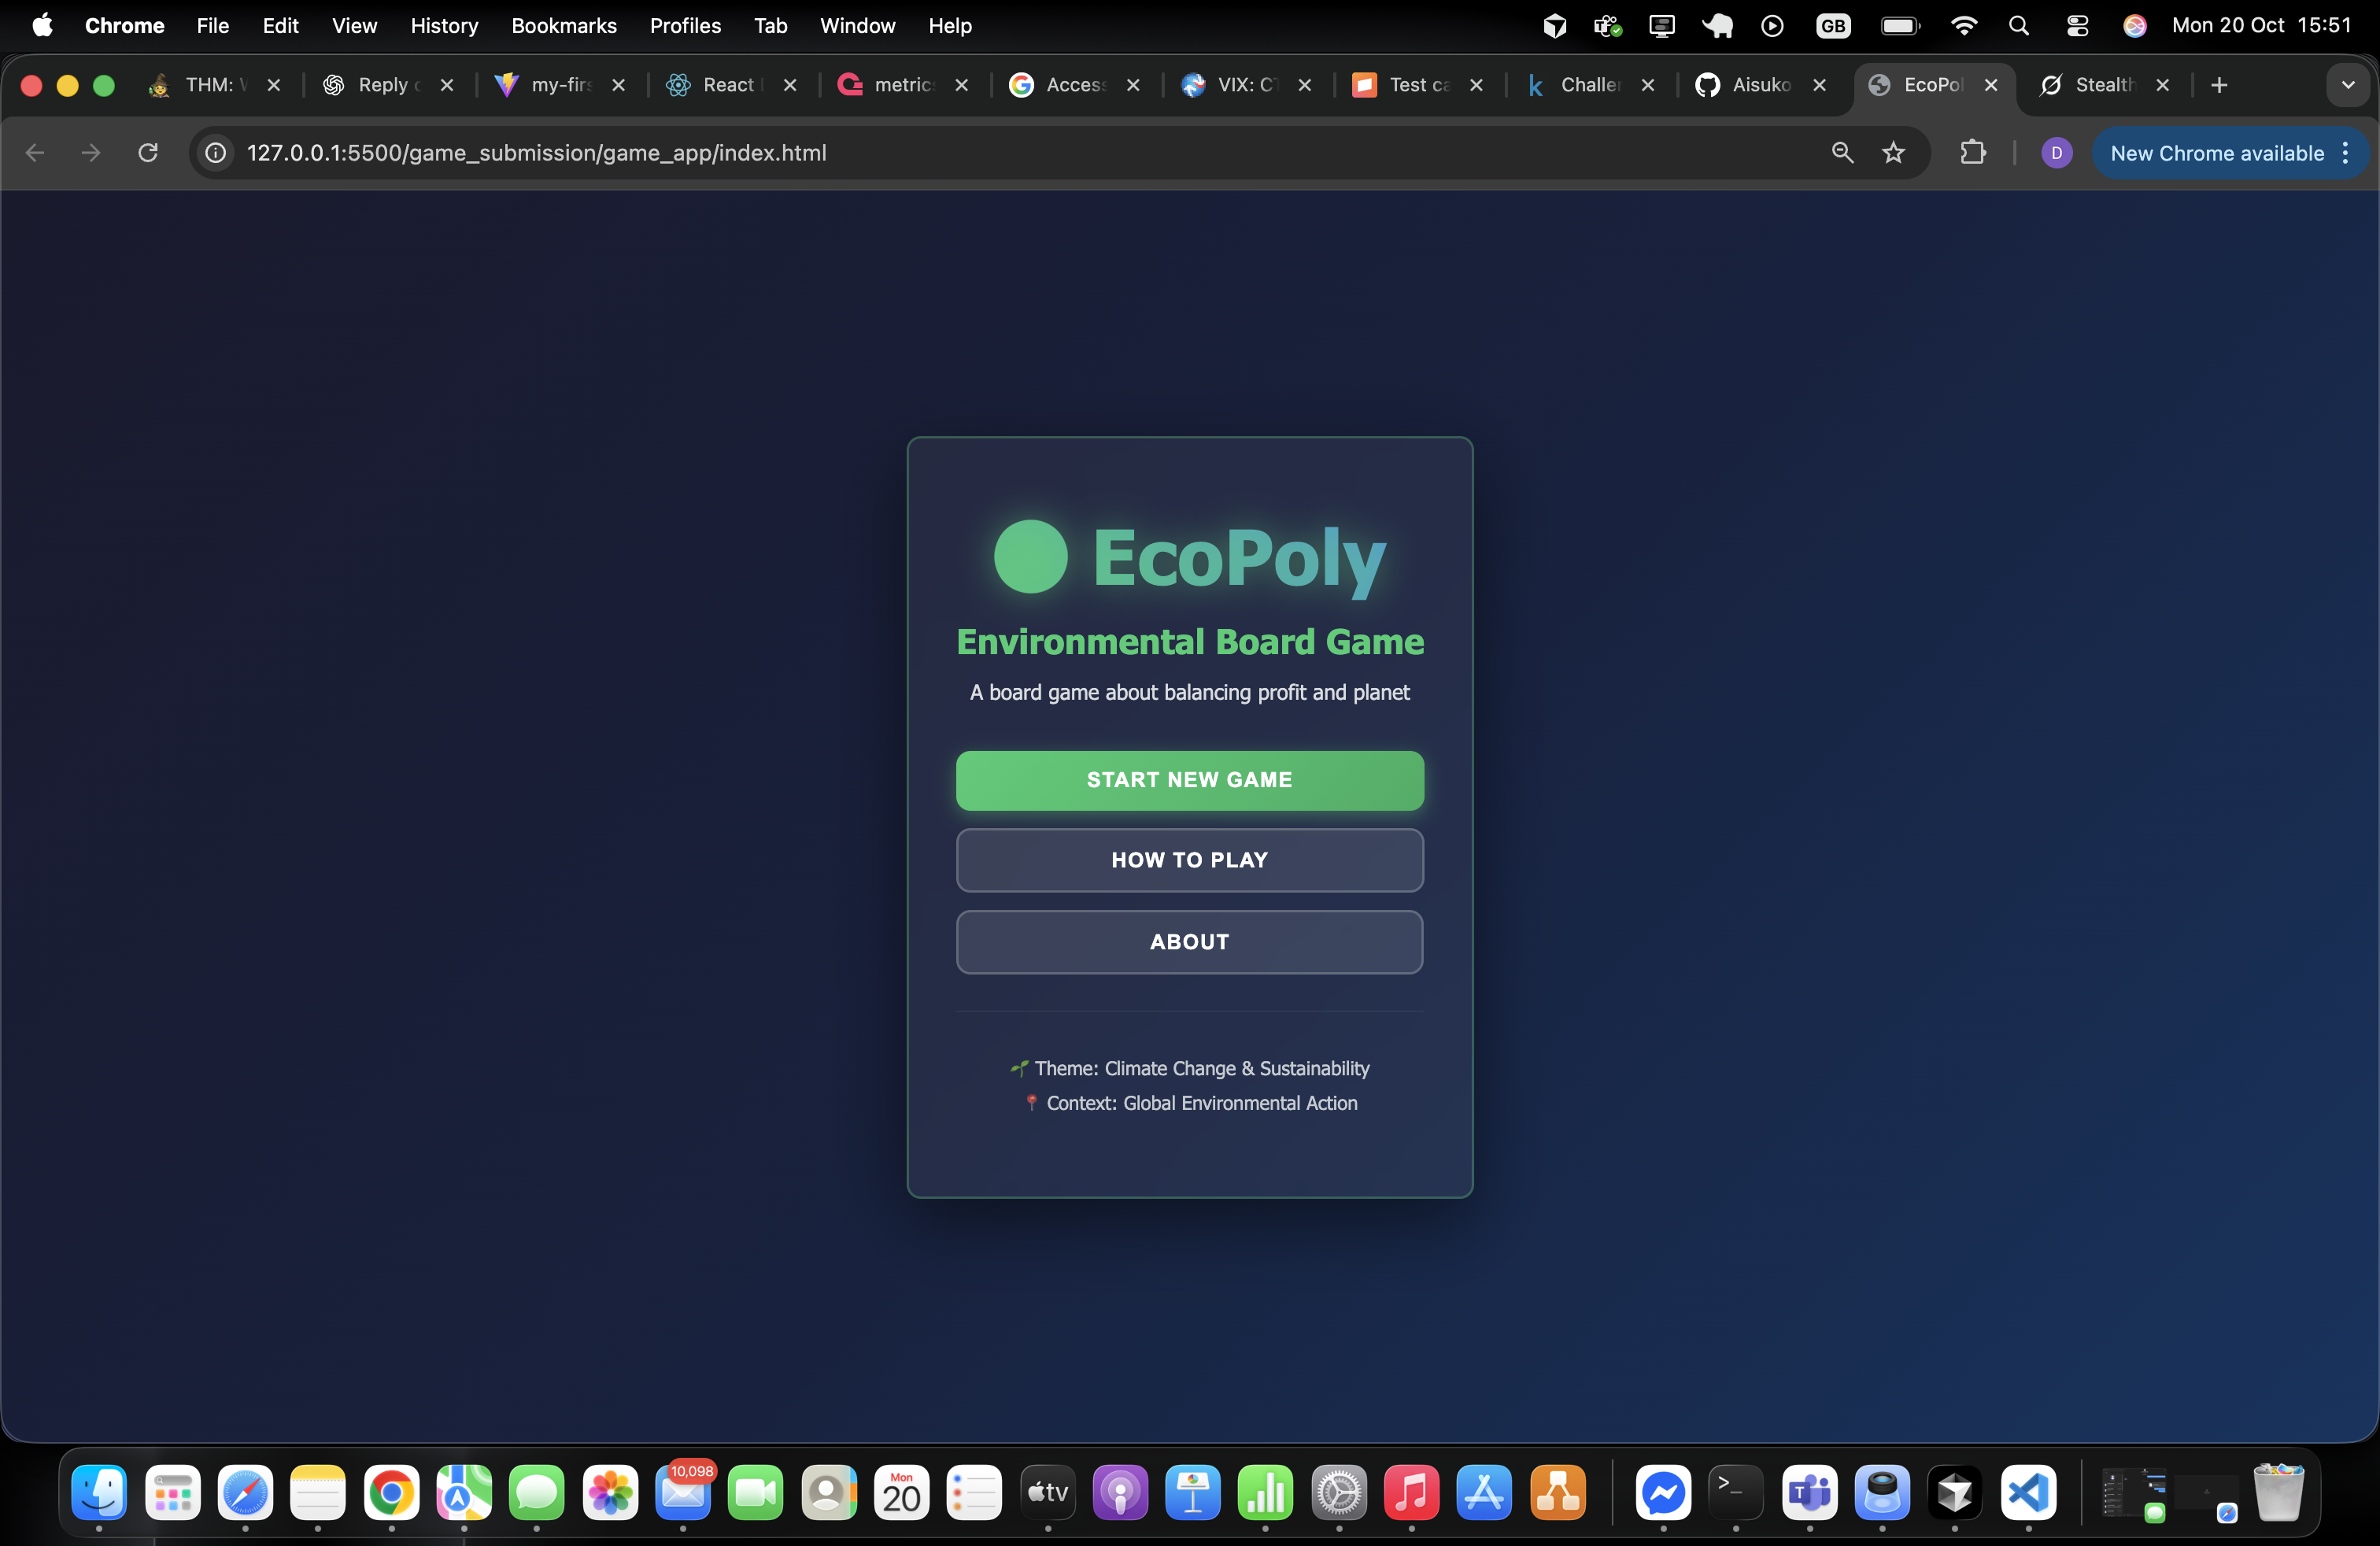 Chrome File Edit View History Bookmarks Profiles Tab Window Help GB Mon 20 Oct 15:51
THM: Reply my-firs React metric Access VIX: Test ca Challe Aisuko EcoPol Stealth
127.0.0.1:5500/game_submission/game_app/index.html D New Chrome available
EcoPoly
Environmental Board Game
A board game about balancing profit and planet
START NEW GAME
HOW TO PLAY
ABOUT
Theme: Climate Change & Sustainability
Context: Global Environmental Action
10,098
Mon
20
tv